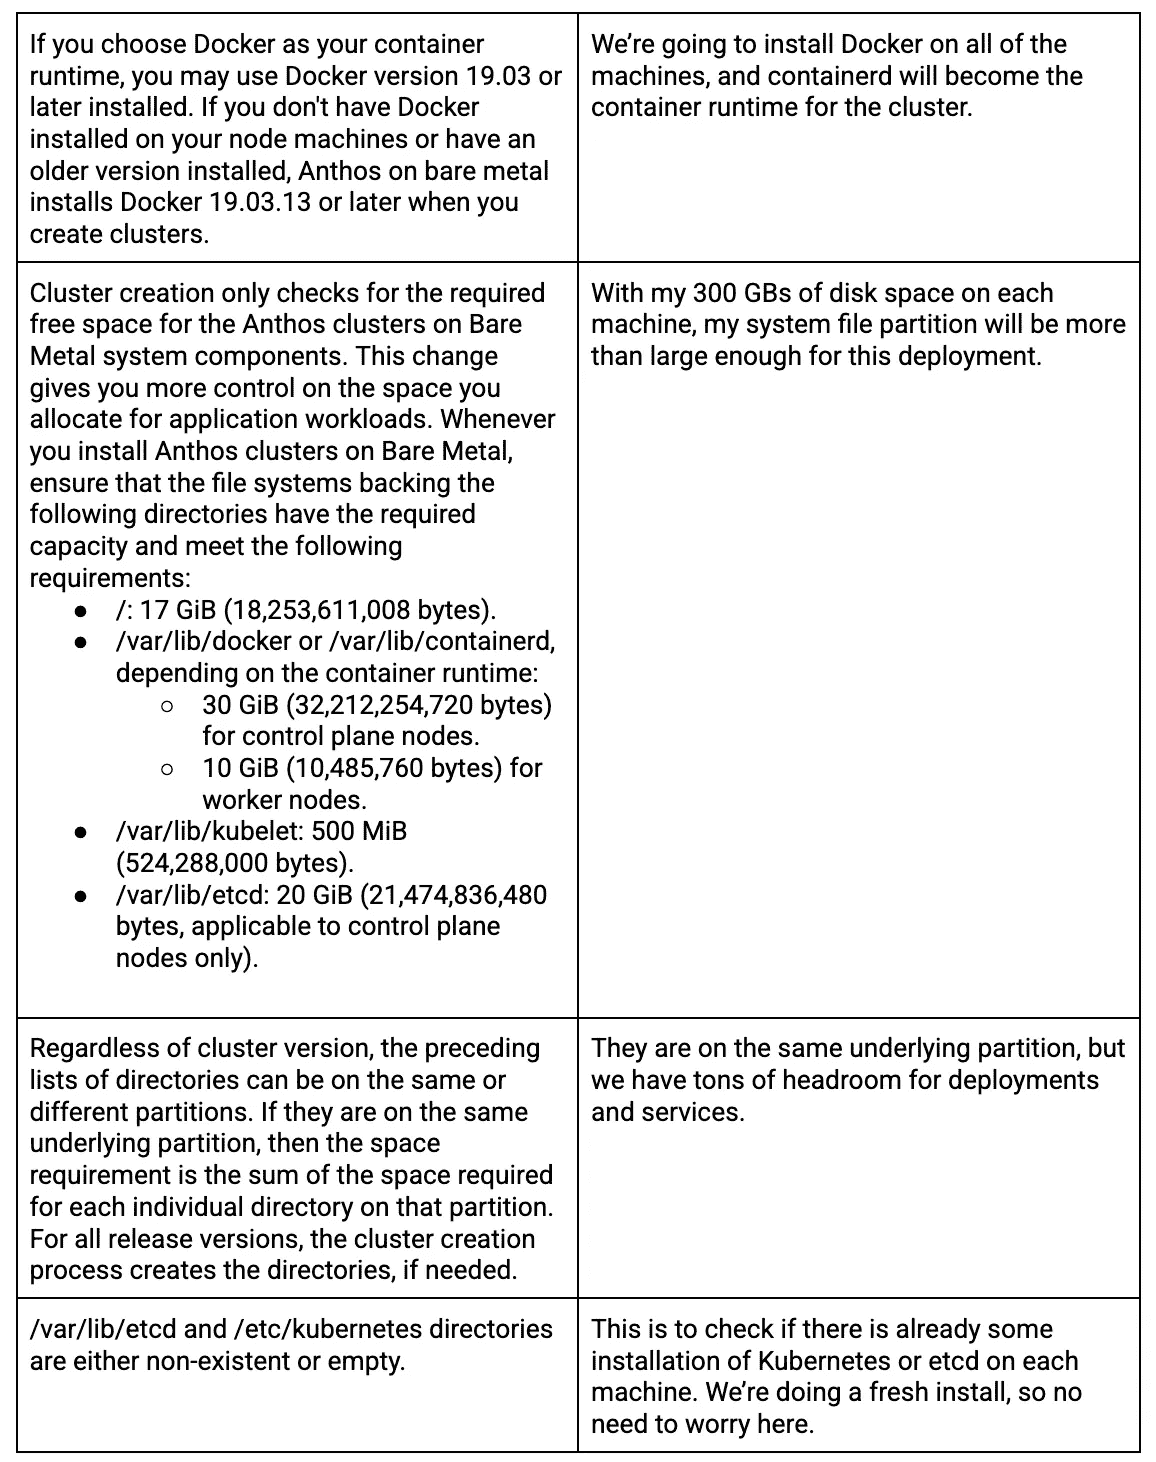 If you choose Docker as your container
runtime, you may use Docker version 19.03 or
later installed. If you don't have Docker
installed on your node machines or have an
older version installed, Anthos on bare metal
installs Docker 19.03.13 or later when you
create clusters.
We’re going to install Docker on all of the
machines, and containerd will become the
container runtime for the cluster.
Cluster creation only checks for the required
free space for the Anthos clusters on Bare
Metal system components. This change
gives you more control on the space you
allocate for application workloads. Whenever
you install Anthos clusters on Bare Metal,
ensure that the file systems backing the
following directories have the required
capacity and meet the following
requirements:
● /: 17 GiB (18,253,611,008 bytes).
● /var/lib/docker or /var/lib/containerd,
depending on the container runtime:
○ 30 GiB (32,212,254,720 bytes)
for control plane nodes.
○ 10 GiB (10,485,760 bytes) for
worker nodes.
● /var/lib/kubelet: 500 MiB
(524,288,000 bytes).
● /var/lib/etcd: 20 GiB (21,474,836,480
bytes, applicable to control plane
nodes only).
With my 300 GBs of disk space on each
machine, my system file partition will be more
than large enough for this deployment.
Regardless of cluster version, the preceding
lists of directories can be on the same or
different partitions. If they are on the same
underlying partition, then the space
requirement is the sum of the space required
for each individual directory on that partition.
For all release versions, the cluster creation
process creates the directories, if needed.
They are on the same underlying partition, but
we have tons of headroom for deployments
and services.
/var/lib/etcd and /etc/kubernetes directories
are either non-existent or empty.
This is to check if there is already some
installation of Kubernetes or etcd on each
machine. We’re doing a fresh install, so no
need to worry here.